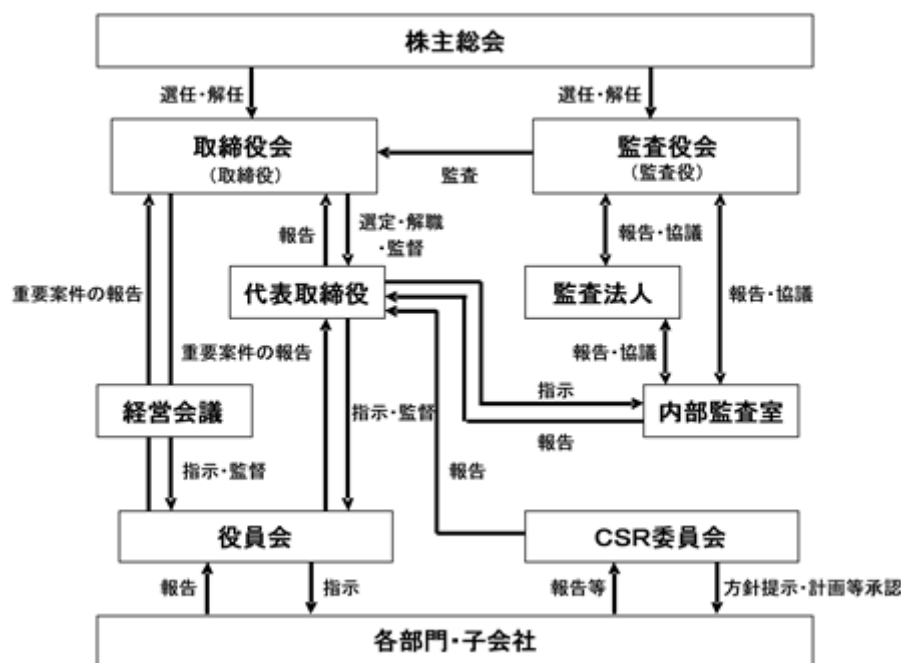 株主総会
選任・解任
選任・解任
取締役会
(取締役)
監査役会
(監査役)
監査
報告
選定・解職
・監督
報告・協議
重要案件の報告
代表取締役
監査法人
報告・協議
重要案件の報告
報告・協議
経営会議
指示・監督
指示
内部監査室
報告
指示・監督
報告
役員会
CSR委員会
報告
指示
報告等
方針提示・計画等承認
各部門・子会社